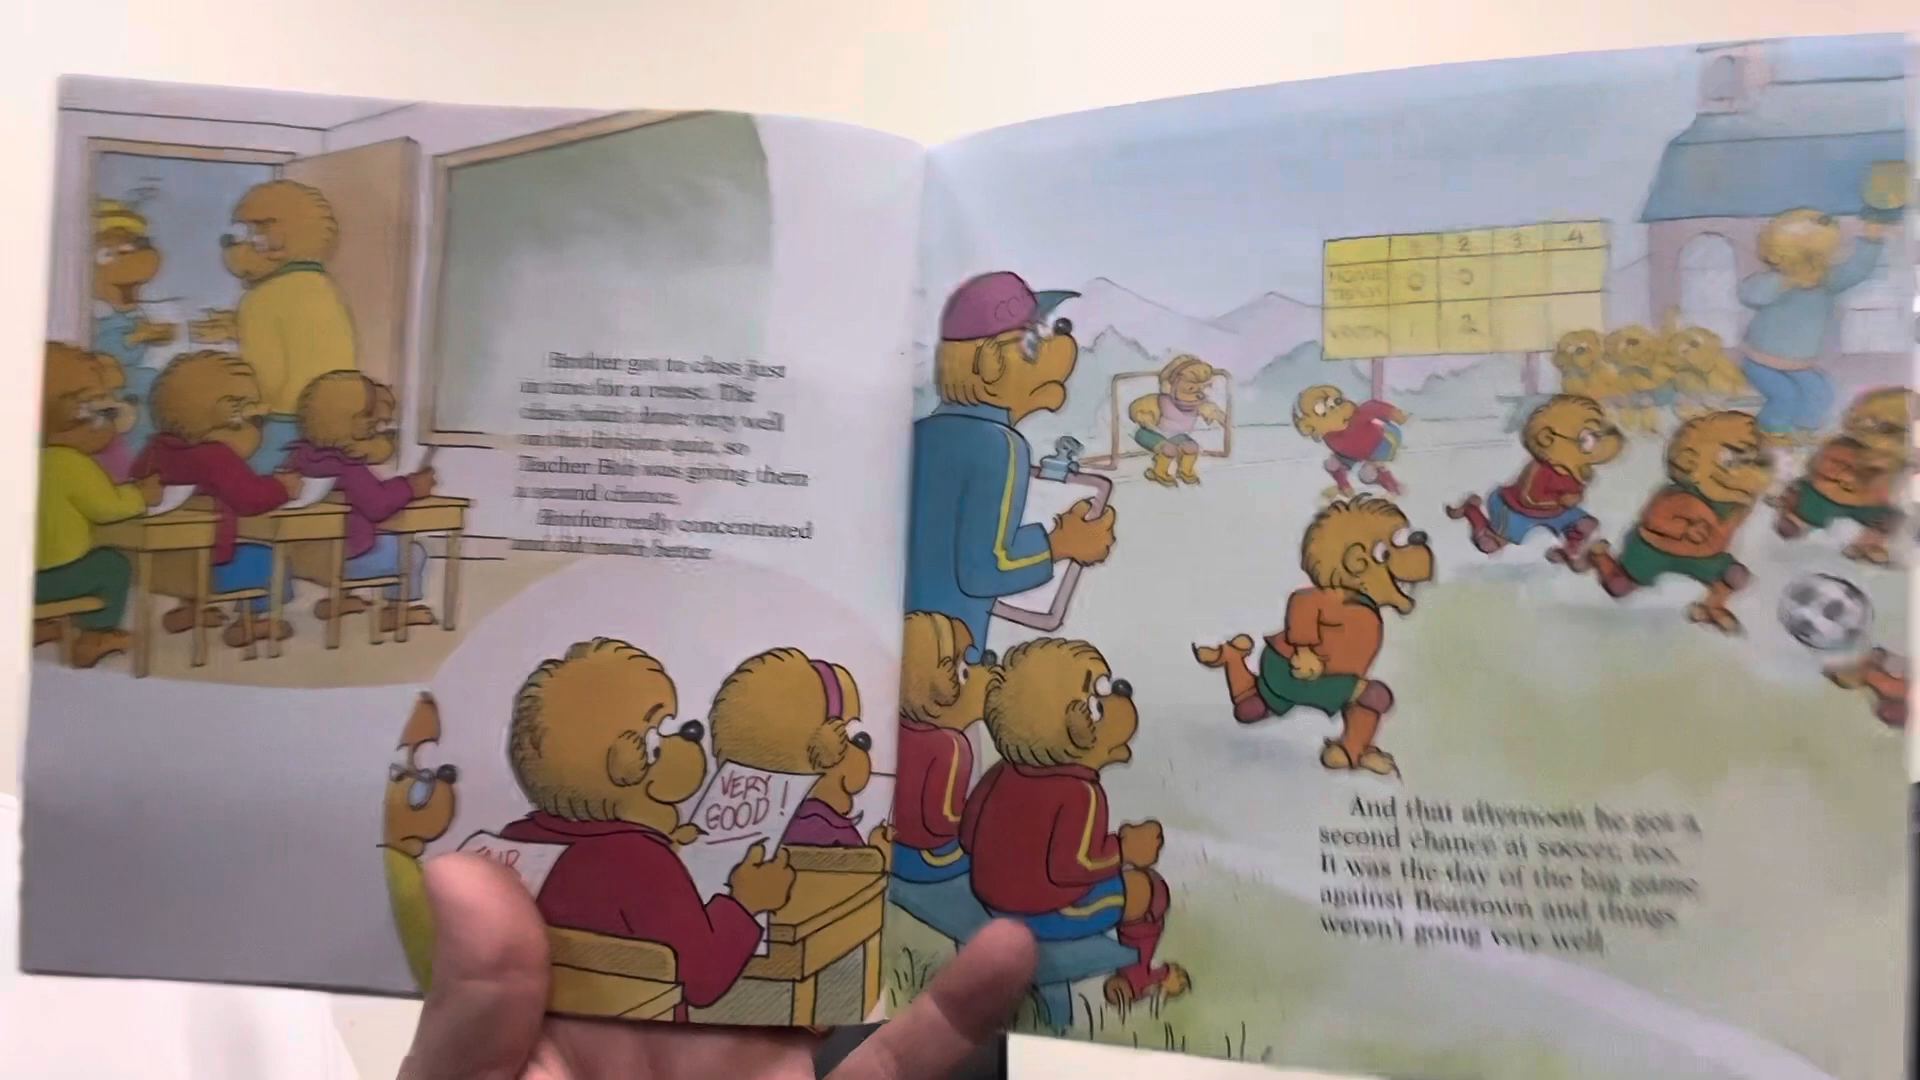 Brother got to class just
in time for a retest. The
class hadn't done very well
on the division quiz, so
Teacher Bob was giving them
a second chance.
Brother really concentrated
and did much better.
VERY
GOOD!
1 2 3 4
HOME 0 0
TEAM
2
And that afternoon he got a
second chance at soccer, too.
It was the day of the big game
against Beartown and things
weren't going very well.